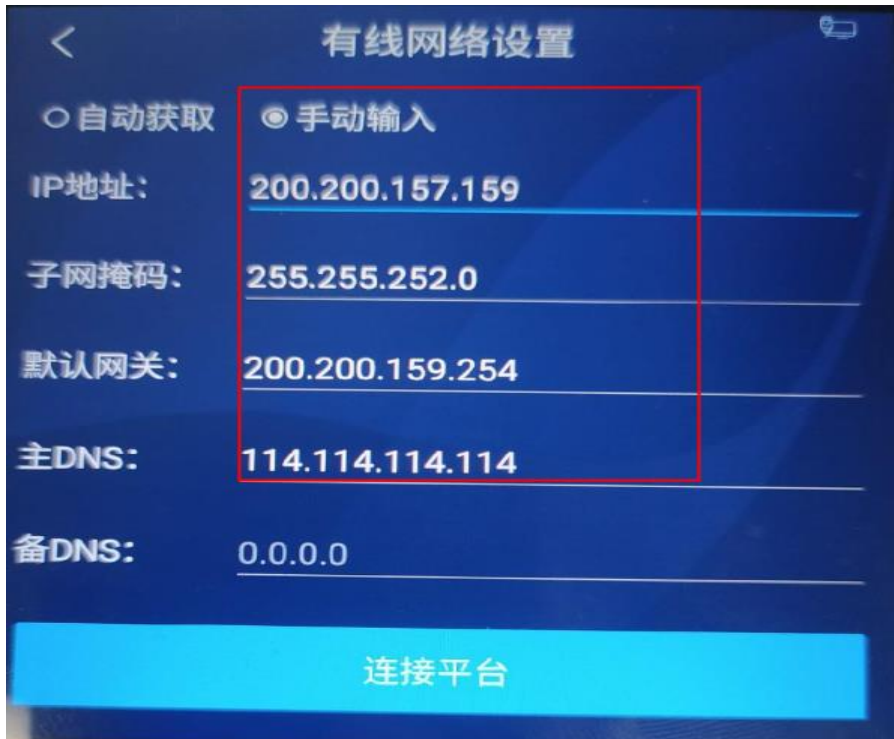 有线网络设置
自动获取 手动输入
IP地址: 200.200.157.159
子网掩码: 255.255.252.0
默认网关: 200.200.159.254
主DNS: 114.114.114.114
备DNS: 0.0.0.0
连接平台